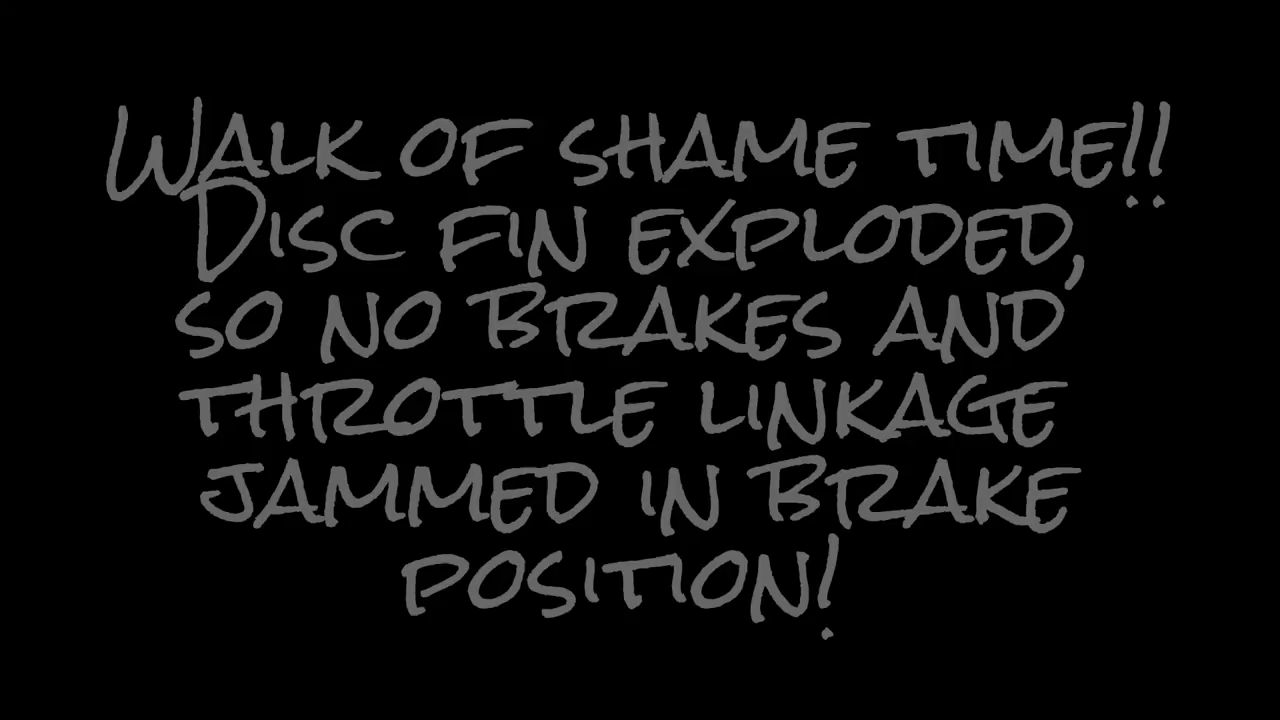 Walk of shame time!!
Disc fin exploded,
so no brakes and
throttle linkage
jammed in brake
position!